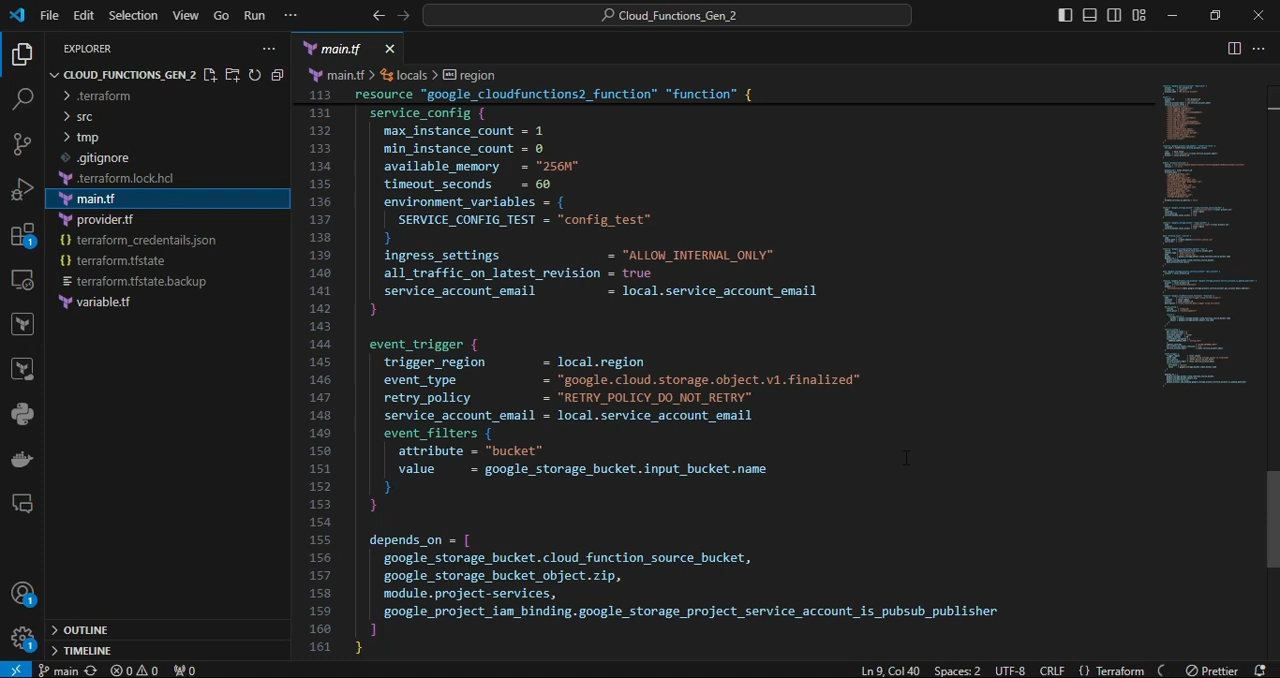 File Edit Selection View Go Run ···
Cloud_Functions_Gen_2
EXPLORER
CLOUD_FUNCTIONS_GEN_2
.terraform
src
tmp
.gitignore
.terraform.lock.hcl
main.tf
provider.tf
terraform_credentails.json
terraform.tfstate
terraform.tfstate.backup
variable.tf
OUTLINE
TIMELINE
main.tf
main.tf > locals > region
113 resource "google_cloudfunctions2_function" "function" {
131 service_config {
132 max_instance_count = 1
133 min_instance_count = 0
134 available_memory = "256M"
135 timeout_seconds = 60
136 environment_variables = {
137 SERVICE_CONFIG_TEST = "config_test"
138 }
139 ingress_settings = "ALLOW_INTERNAL_ONLY"
140 all_traffic_on_latest_revision = true
141 service_account_email = local.service_account_email
142 }
143
144 event_trigger {
145 trigger_region = local.region
146 event_type = "google.cloud.storage.object.v1.finalized"
147 retry_policy = "RETRY_POLICY_DO_NOT_RETRY"
148 service_account_email = local.service_account_email
149 event_filters {
150 attribute = "bucket"
151 value = google_storage_bucket.input_bucket.name
152 }
153 }
154
155 depends_on = [
156 google_storage_bucket.cloud_function_source_bucket,
157 google_storage_bucket_object.zip,
158 module.project-services,
159 google_project_iam_binding.google_storage_project_service_account_is_pubsub_publisher
160 ]
161 }
1
1
1
main 0 0 0 Ln 9, Col 40 Spaces: 2 UTF-8 CRLF {} Terraform Prettier